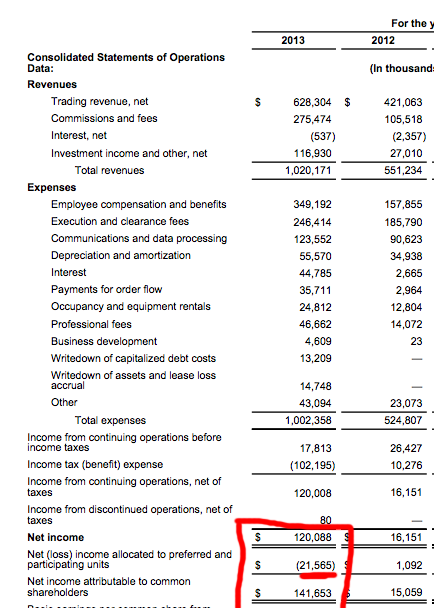 For the y
2013 2012
Consolidated Statements of Operations
Data: (In thousand
Revenues
Trading revenue, net $ 628,304 $ 421,063
Commissions and fees 275,474 105,518
Interest, net (537) (2,357)
Investment income and other, net 116,930 27,010
Total revenues 1,020,171 551,234
Expenses
Employee compensation and benefits 349,192 157,855
Execution and clearance fees 246,414 185,790
Communications and data processing 123,552 90,623
Depreciation and amortization 55,570 34,938
Interest 44,785 2,665
Payments for order flow 35,711 2,964
Occupancy and equipment rentals 24,812 12,804
Professional fees 46,662 14,072
Business development 4,609 23
Writedown of capitalized debt costs 13,209 —
Writedown of assets and lease loss
accrual 14,748 —
Other 43,094 23,073
Total expenses 1,002,358 524,807
Income from continuing operations before
income taxes 17,813 26,427
Income tax (benefit) expense (102,195) 10,276
Income from continuing operations, net of
taxes 120,008 16,151
Income from discontinued operations, net of
taxes 80 —
Net income $ 120,088 $ 16,151
Net (loss) income allocated to preferred and
participating units $ (21,565) $ 1,092
Net income attributable to common
shareholders $ 141,653 $ 15,059